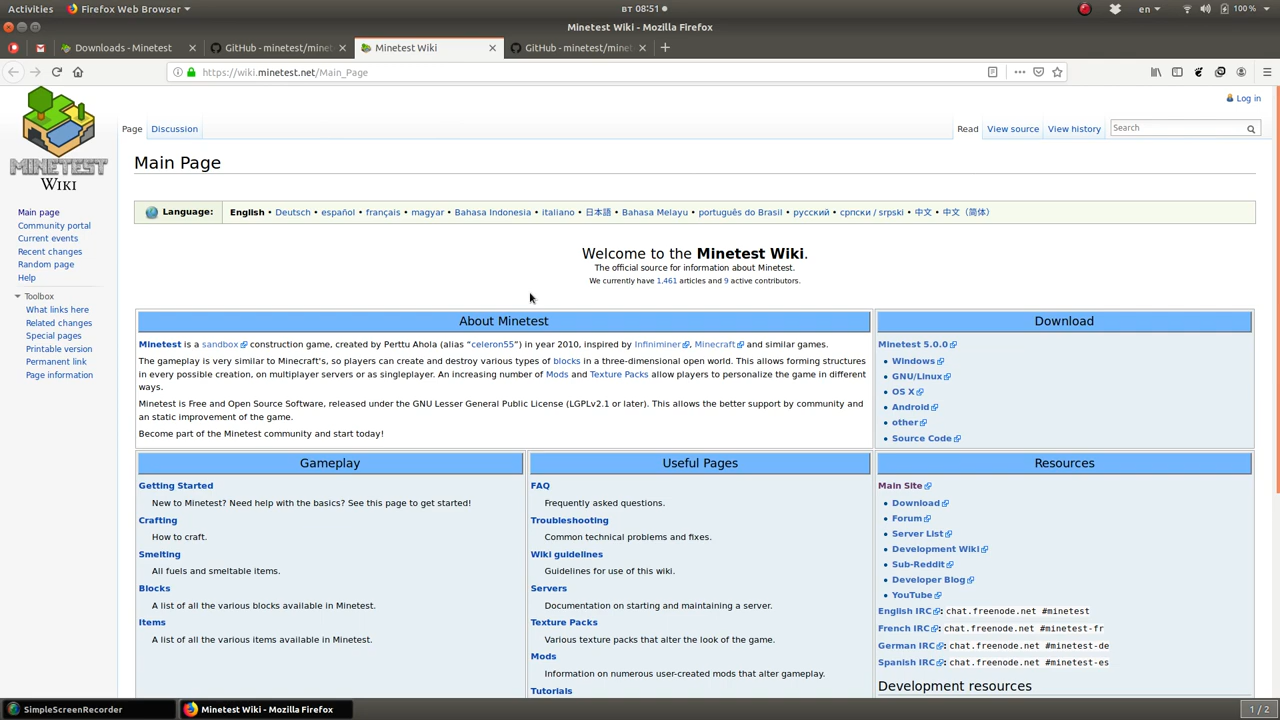 Activities Firefox Web Browser вт 08:51 en 100 %
Minetest Wiki - Mozilla Firefox
Downloads - Minetest GitHub - minetest/minet Minetest Wiki GitHub - minetest/minet
https://wiki.minetest.net/Main_Page
Log in
MINETEST
WIKI
Page Discussion Read View source View history Search
Main Page
Main page
Community portal
Current events
Recent changes
Random page
Help
Toolbox
What links here
Related changes
Special pages
Printable version
Permanent link
Page information
Language: English • Deutsch • español • français • magyar • Bahasa Indonesia • italiano • 日本語 • Bahasa Melayu • português do Brasil • русский • српски / srpski • 中文 • 中文（简体）
Welcome to the Minetest Wiki.
The official source for information about Minetest.
We currently have 1,461 articles and 9 active contributors.
About Minetest
Minetest is a sandbox construction game, created by Perttu Ahola (alias “celeron55”) in year 2010, inspired by Infiniminer, Minecraft and similar games.
The gameplay is very similar to Minecraft's, so players can create and destroy various types of blocks in a three-dimensional open world. This allows forming structures
in every possible creation, on multiplayer servers or as singleplayer. An increasing number of Mods and Texture Packs allow players to personalize the game in different
ways.
Minetest is Free and Open Source Software, released under the GNU Lesser General Public License (LGPLv2.1 or later). This allows the better support by community and
an static improvement of the game.
Become part of the Minetest community and start today!
Download
Minetest 5.0.0
• Windows
• GNU/Linux
• OS X
• Android
• other
• Source Code
Gameplay
Getting Started
New to Minetest? Need help with the basics? See this page to get started!
Crafting
How to craft.
Smelting
All fuels and smeltable items.
Blocks
A list of all the various blocks available in Minetest.
Items
A list of all the various items available in Minetest.
Useful Pages
FAQ
Frequently asked questions.
Troubleshooting
Common technical problems and fixes.
Wiki guidelines
Guidelines for use of this wiki.
Servers
Documentation on starting and maintaining a server.
Texture Packs
Various texture packs that alter the look of the game.
Mods
Information on numerous user-created mods that alter gameplay.
Tutorials
Resources
Main Site
• Download
• Forum
• Server List
• Development Wiki
• Sub-Reddit
• Developer Blog
• YouTube
English IRC: chat.freenode.net #minetest
French IRC: chat.freenode.net #minetest-fr
German IRC: chat.freenode.net #minetest-de
Spanish IRC: chat.freenode.net #minetest-es
Development resources
SimpleScreenRecorder Minetest Wiki - Mozilla Firefox 1 / 2